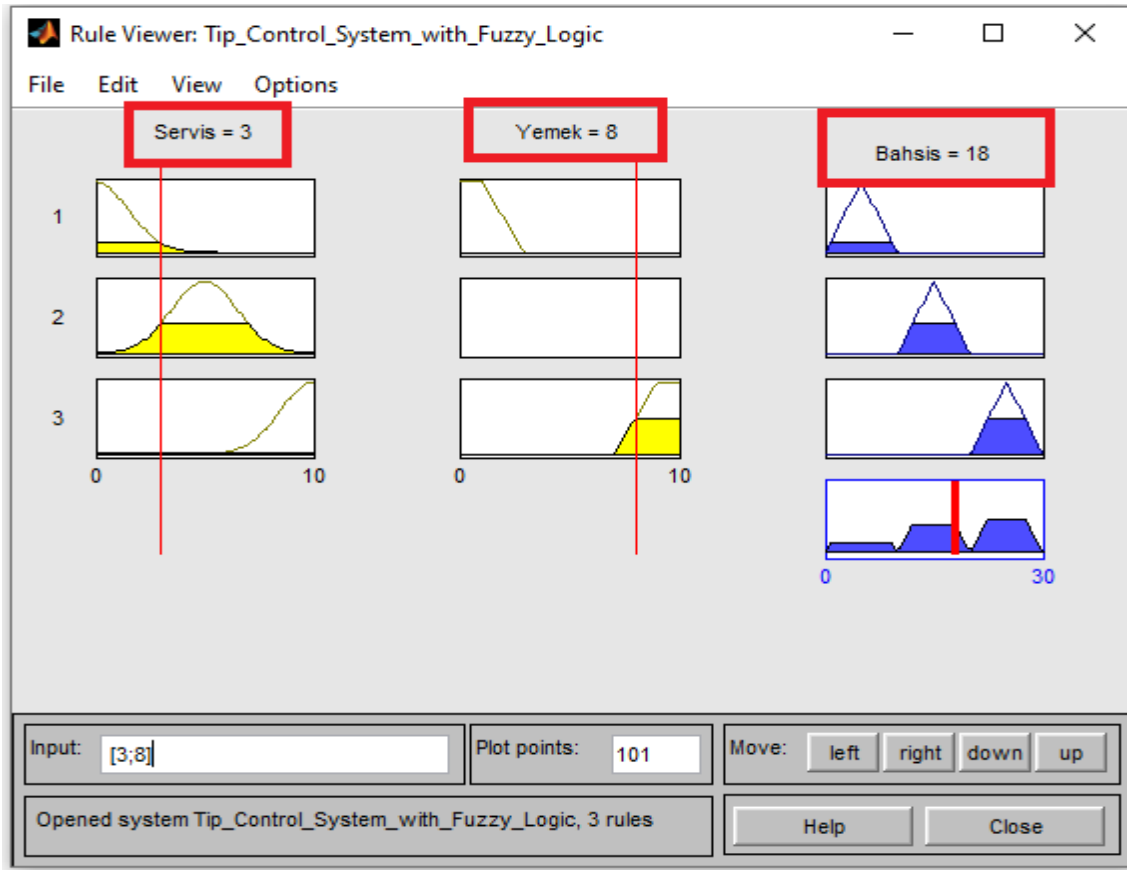 Rule Viewer: Tip_Control_System_with_Fuzzy_Logic
File Edit View Options
Servis = 3 Yemek = 8 Bahsis = 18
1
2
3
0 10 0 10
0 30
Input: [3;8] Plot points: 101 Move: left right down up
Opened system Tip_Control_System_with_Fuzzy_Logic, 3 rules Help Close